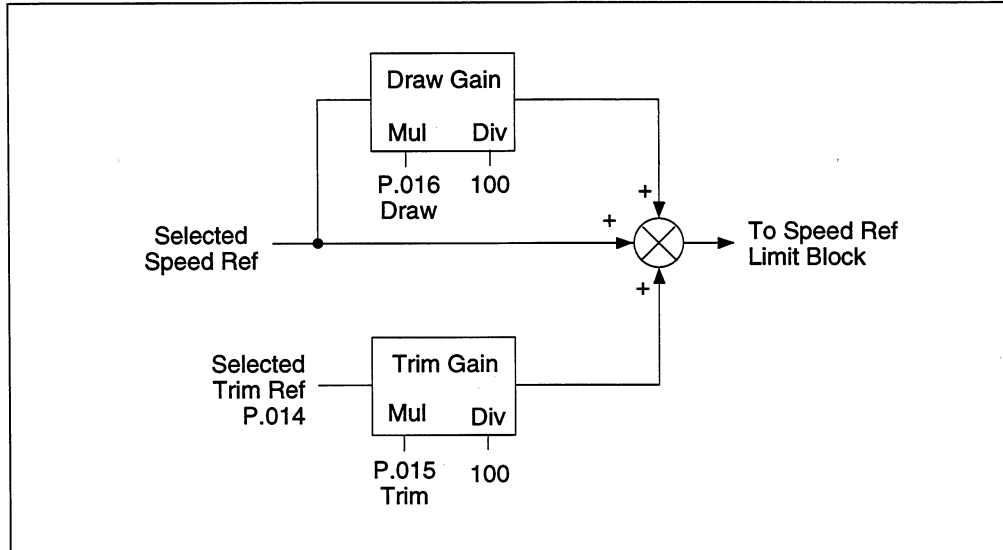 Draw Gain
Mul Div
P.016 100
Draw
+
+
Selected
Speed Ref
To Speed Ref
Limit Block
+
Selected
Trim Ref
P.014
Trim Gain
Mul Div
P.015 100
Trim